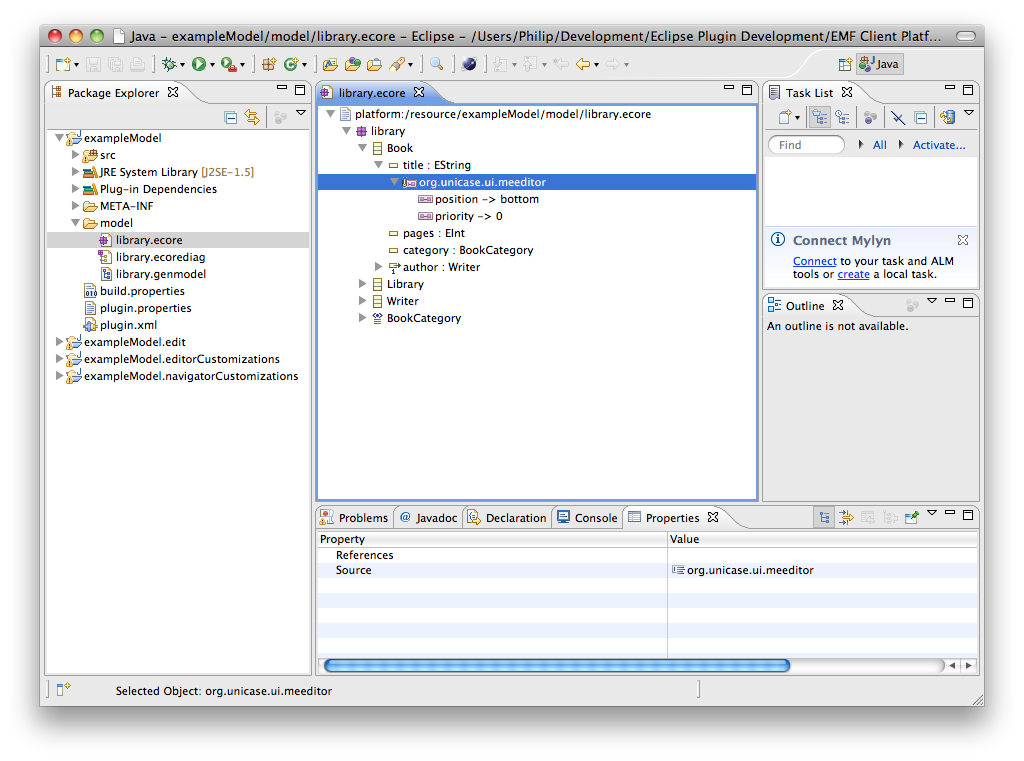 Java – exampleModel/model/library.ecore – Eclipse – /Users/Philip/Development/Eclipse Plugin Development/EMF Client Platf...
Java
Package Explorer
exampleModel
src
JRE System Library [J2SE-1.5]
Plug-in Dependencies
META-INF
model
library.ecore
library.ecorediag
library.genmodel
build.properties
plugin.properties
plugin.xml
exampleModel.edit
exampleModel.editorCustomizations
exampleModel.navigatorCustomizations
library.ecore
platform:/resource/exampleModel/model/library.ecore
library
Book
title : EString
org.unicase.ui.meeditor
position -> bottom
priority -> 0
pages : EInt
category : BookCategory
author : Writer
Library
Writer
BookCategory
Task List
Find All Activate...
Connect Mylyn
Connect to your task and ALM
tools or create a local task.
Outline
An outline is not available.
Problems @ Javadoc Declaration Console Properties
Property Value
References
Source org.unicase.ui.meeditor
Selected Object: org.unicase.ui.meeditor